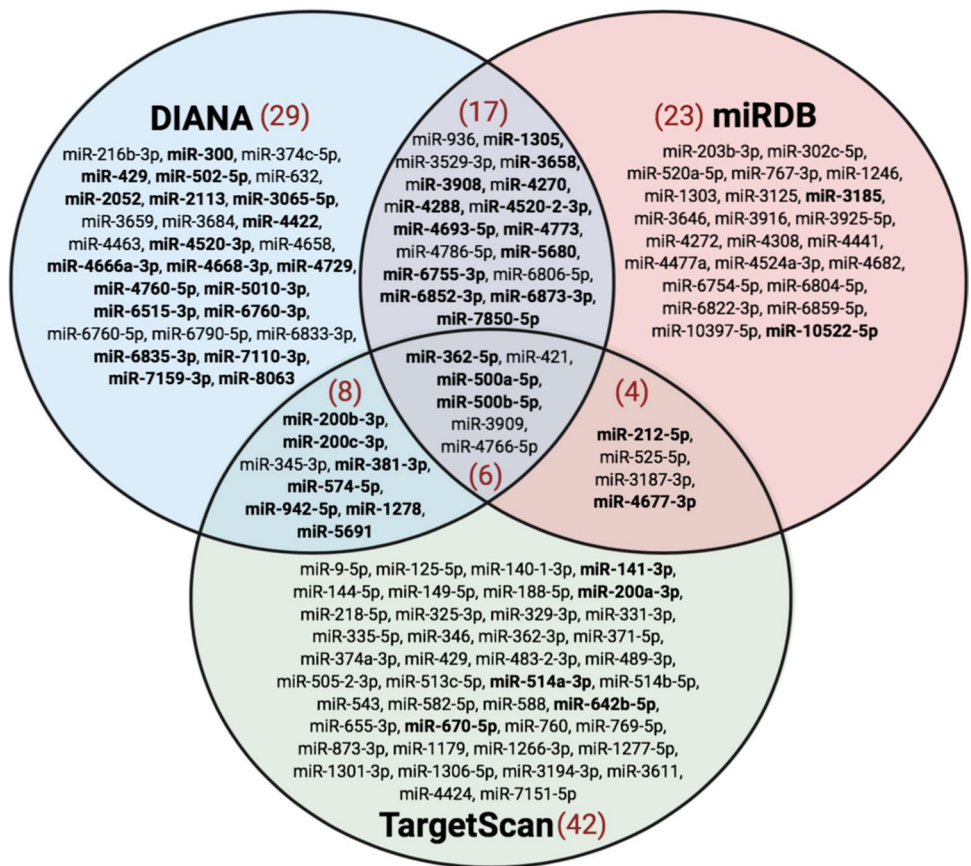 DIANA (29)
miR-216b-3p, miR-300, miR-374c-5p,
miR-429, miR-502-5p, miR-632,
miR-2052, miR-2113, miR-3065-5p,
miR-3659, miR-3684, miR-4422,
miR-4463, miR-4520-3p, miR-4658,
miR-4666a-3p, miR-4668-3p, miR-4729,
miR-4760-5p, miR-5010-3p,
miR-6515-3p, miR-6760-3p,
miR-6760-5p, miR-6790-5p, miR-6833-3p,
miR-6835-3p, miR-7110-3p,
miR-7159-3p, miR-8063
(17)
miR-936, miR-1305,
miR-3529-3p, miR-3658,
miR-3908, miR-4270,
miR-4288, miR-4520-2-3p,
miR-4693-5p, miR-4773,
miR-4786-5p, miR-5680,
miR-6755-3p, miR-6806-5p,
miR-6852-3p, miR-6873-3p,
miR-7850-5p
(23) miRDB
miR-203b-3p, miR-302c-5p,
miR-520a-5p, miR-767-3p, miR-1246,
miR-1303, miR-3125, miR-3185,
miR-3646, miR-3916, miR-3925-5p,
miR-4272, miR-4308, miR-4441,
miR-4477a, miR-4524a-3p, miR-4682,
miR-6754-5p, miR-6804-5p,
miR-6822-3p, miR-6859-5p,
miR-10397-5p, miR-10522-5p
(8)
miR-200b-3p,
miR-200c-3p,
miR-345-3p, miR-381-3p,
miR-574-5p,
miR-942-5p, miR-1278,
miR-5691
miR-362-5p, miR-421,
miR-500a-5p,
miR-500b-5p,
miR-3909,
miR-4766-5p
(6)
(4)
miR-212-5p,
miR-525-5p,
miR-3187-3p,
miR-4677-3p
miR-9-5p, miR-125-5p, miR-140-1-3p, miR-141-3p,
miR-144-5p, miR-149-5p, miR-188-5p, miR-200a-3p,
miR-218-5p, miR-325-3p, miR-329-3p, miR-331-3p,
miR-335-5p, miR-346, miR-362-3p, miR-371-5p,
miR-374a-3p, miR-429, miR-483-2-3p, miR-489-3p,
miR-505-2-3p, miR-513c-5p, miR-514a-3p, miR-514b-5p,
miR-543, miR-582-5p, miR-588, miR-642b-5p,
miR-655-3p, miR-670-5p, miR-760, miR-769-5p,
miR-873-3p, miR-1179, miR-1266-3p, miR-1277-5p,
miR-1301-3p, miR-1306-5p, miR-3194-3p, miR-3611,
miR-4424, miR-7151-5p
TargetScan (42)